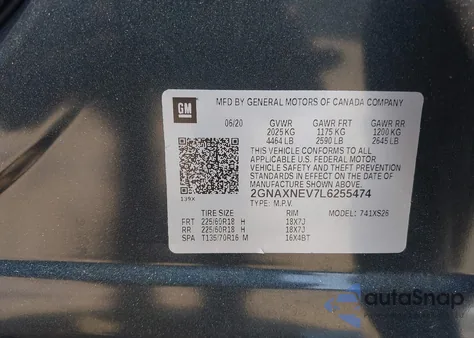 GM
MFD BY GENERAL MOTORS OF CANADA COMPANY
06/20 GVWR GAWR FRT GAWR RR
2025 KG 1175 KG 1200 KG
4464 LB 2590 LB 2645 LB
THIS VEHICLE CONFORMS TO ALL
APPLICABLE U.S. FEDERAL MOTOR
VEHICLE SAFETY AND THEFT PREVENTION
STANDARDS IN EFFECT ON THE DATE OF
MANUFACTURE SHOWN ABOVE.
2GNAXNEV7L6255474
139X
TYPE: M.P.V.
TIRE SIZE RIM MODEL: 741XS26
FRT 225/60R18 H 18X7J
RR 225/60R18 H 18X7J
SPA T135/70R16 M 16X4BT
autoSnap